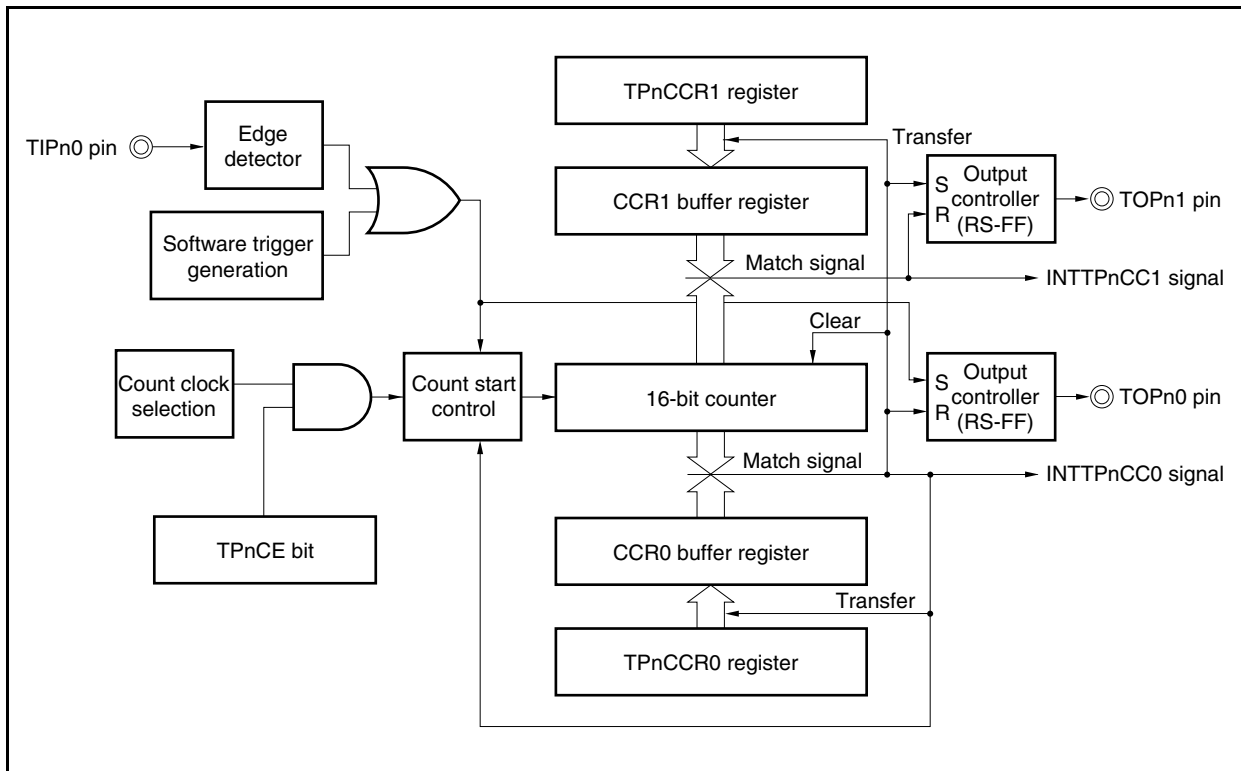 TPnCCR1 register
TIPn0 pin
Edge
detector
Transfer
Software trigger
generation
CCR1 buffer register
S
R
Output
controller
(RS-FF)
TOPn1 pin
Match signal
INTTPnCC1 signal
Clear
Count clock
selection
Count start
control
16-bit counter
S
R
Output
controller
(RS-FF)
TOPn0 pin
Match signal
INTTPnCC0 signal
TPnCE bit
CCR0 buffer register
Transfer
TPnCCR0 register